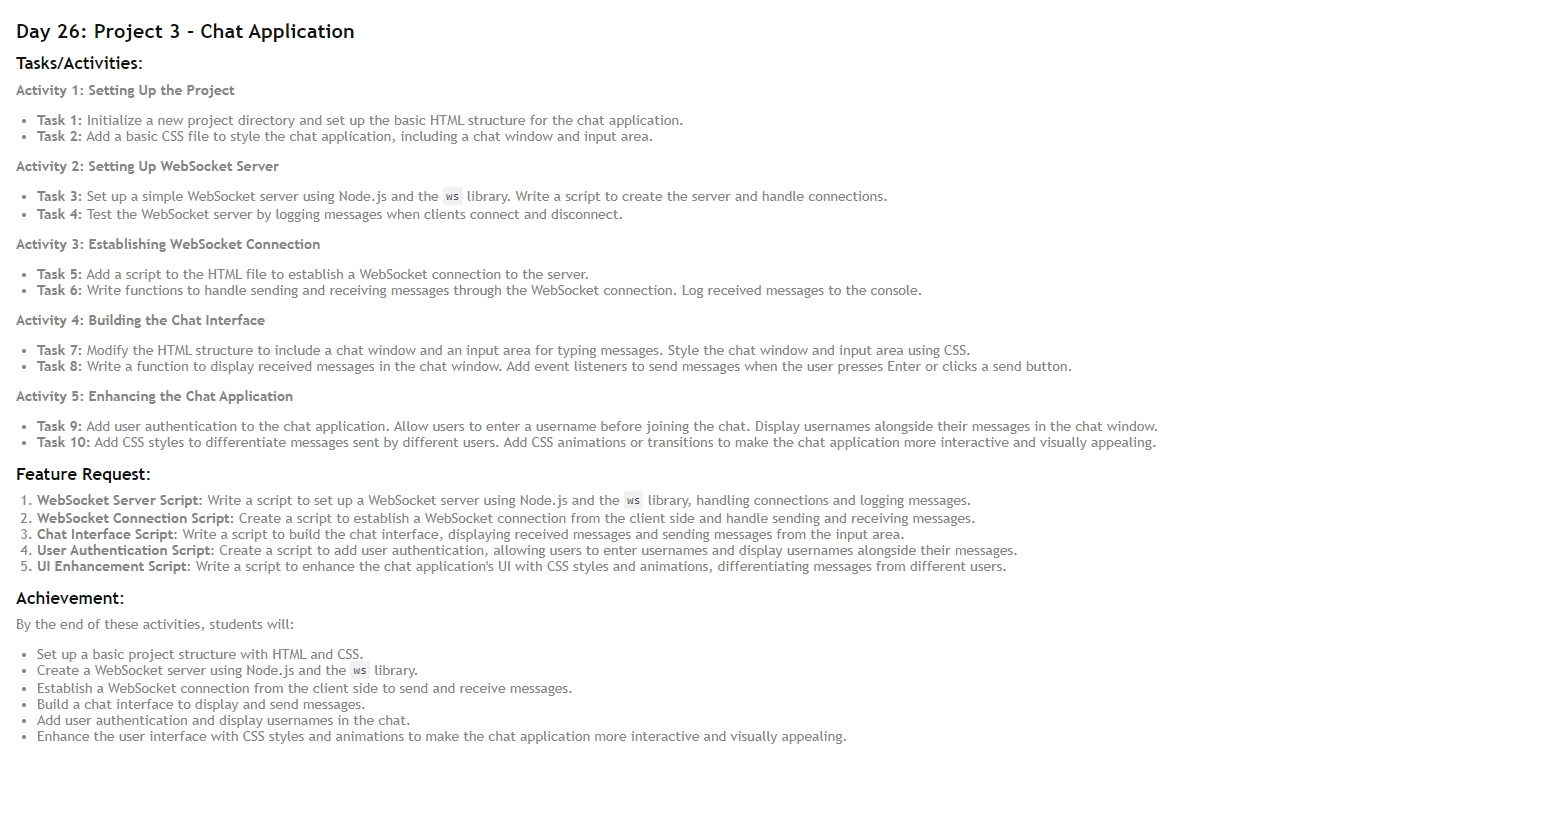 Day 26: Project 3 - Chat Application
Tasks/Activities:
Activity 1: Setting Up the Project
• Task 1: Initialize a new project directory and set up the basic HTML structure for the chat application.
• Task 2: Add a basic CSS file to style the chat application, including a chat window and input area.
Activity 2: Setting Up WebSocket Server
• Task 3: Set up a simple WebSocket server using Node.js and the ws library. Write a script to create the server and handle connections.
• Task 4: Test the WebSocket server by logging messages when clients connect and disconnect.
Activity 3: Establishing WebSocket Connection
• Task 5: Add a script to the HTML file to establish a WebSocket connection to the server.
• Task 6: Write functions to handle sending and receiving messages through the WebSocket connection. Log received messages to the console.
Activity 4: Building the Chat Interface
• Task 7: Modify the HTML structure to include a chat window and an input area for typing messages. Style the chat window and input area using CSS.
• Task 8: Write a function to display received messages in the chat window. Add event listeners to send messages when the user presses Enter or clicks a send button.
Activity 5: Enhancing the Chat Application
• Task 9: Add user authentication to the chat application. Allow users to enter a username before joining the chat. Display usernames alongside their messages in the chat window.
• Task 10: Add CSS styles to differentiate messages sent by different users. Add CSS animations or transitions to make the chat application more interactive and visually appealing.
Feature Request:
1. WebSocket Server Script: Write a script to set up a WebSocket server using Node.js and the ws library, handling connections and logging messages.
2. WebSocket Connection Script: Create a script to establish a WebSocket connection from the client side and handle sending and receiving messages.
3. Chat Interface Script: Write a script to build the chat interface, displaying received messages and sending messages from the input area.
4. User Authentication Script: Create a script to add user authentication, allowing users to enter usernames and display usernames alongside their messages.
5. UI Enhancement Script: Write a script to enhance the chat application's UI with CSS styles and animations, differentiating messages from different users.
Achievement:
By the end of these activities, students will:
• Set up a basic project structure with HTML and CSS.
• Create a WebSocket server using Node.js and the ws library.
• Establish a WebSocket connection from the client side to send and receive messages.
• Build a chat interface to display and send messages.
• Add user authentication and display usernames in the chat.
• Enhance the user interface with CSS styles and animations to make the chat application more interactive and visually appealing.